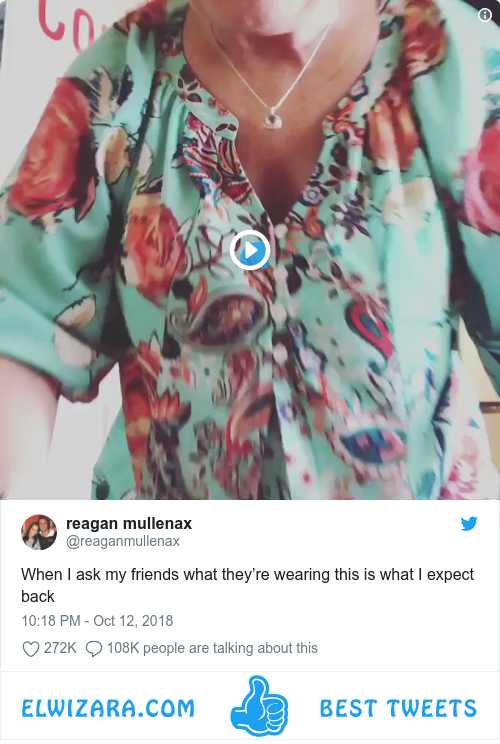 reagan mullenax
@reaganmullenax
When I ask my friends what they’re wearing this is what I expect
back
10:18 PM - Oct 12, 2018
272K 108K people are talking about this
ELWIZARA.COM BEST TWEETS